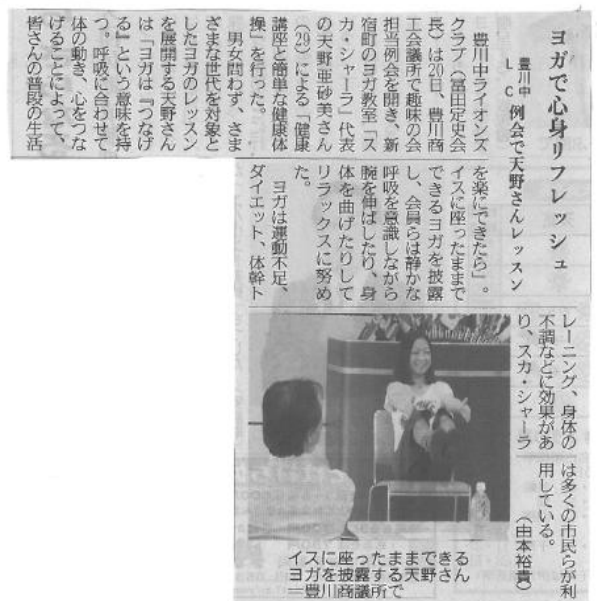 ヨガで心身リフレッシュ
豊川中
LC
例会で天野さんレッスン
豊川中ライオンズ
クラブ（冨田定史会
長）は20日、豊川商
工会議所で趣味の会
担当例会を開き、新
宿町のヨガ教室「ス
カ・シャーラ」代表
の天野亜砂美さん
（29）による「健康
講座と簡単な健康体
操」を行った。
男女問わず、さま
ざまな世代を対象と
したヨガのレッスン
を展開する天野さん
は「ヨガは『つなげ
る』という意味を持
つ。呼吸に合わせて
体の動き、心をつな
げることによって、
皆さんの普段の生活
を楽にできたら」。
イスに座ったままで
できるヨガを披露
し、会員らは静かな
呼吸を意識しながら
腕を伸ばしたり、身
体を曲げたりして
リラックスに努め
た。
ヨガは運動不足、
ダイエット、体幹ト
レーニング、身体の
不調などに効果があ
り、スカ・シャーラ
は多くの市民らが利
用している。
（由本裕貴）
イスに座ったままできる
ヨガを披露する天野さん
＝豊川商議所で